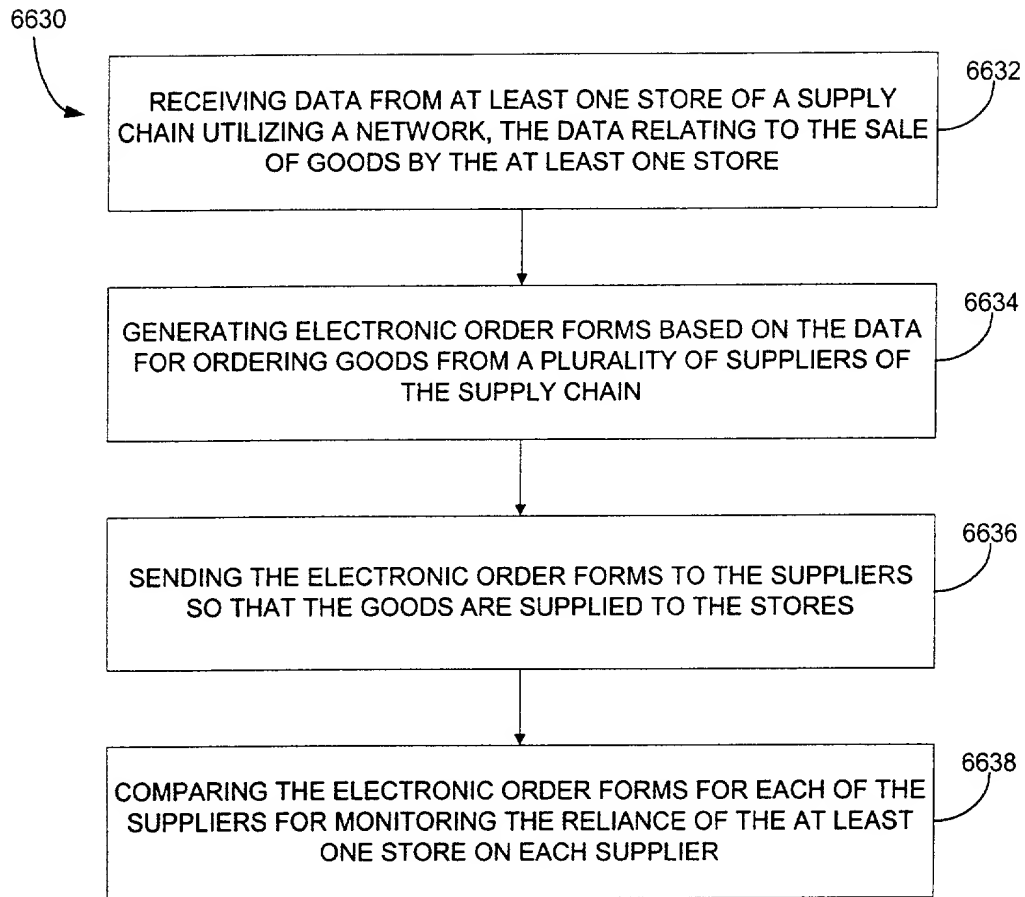 6630
6632
RECEIVING DATA FROM AT LEAST ONE STORE OF A SUPPLY
CHAIN UTILIZING A NETWORK, THE DATA RELATING TO THE SALE
OF GOODS BY THE AT LEAST ONE STORE
6634
GENERATING ELECTRONIC ORDER FORMS BASED ON THE DATA
FOR ORDERING GOODS FROM A PLURALITY OF SUPPLIERS OF
THE SUPPLY CHAIN
6636
SENDING THE ELECTRONIC ORDER FORMS TO THE SUPPLIERS
SO THAT THE GOODS ARE SUPPLIED TO THE STORES
6638
COMPARING THE ELECTRONIC ORDER FORMS FOR EACH OF THE
SUPPLIERS FOR MONITORING THE RELIANCE OF THE AT LEAST
ONE STORE ON EACH SUPPLIER